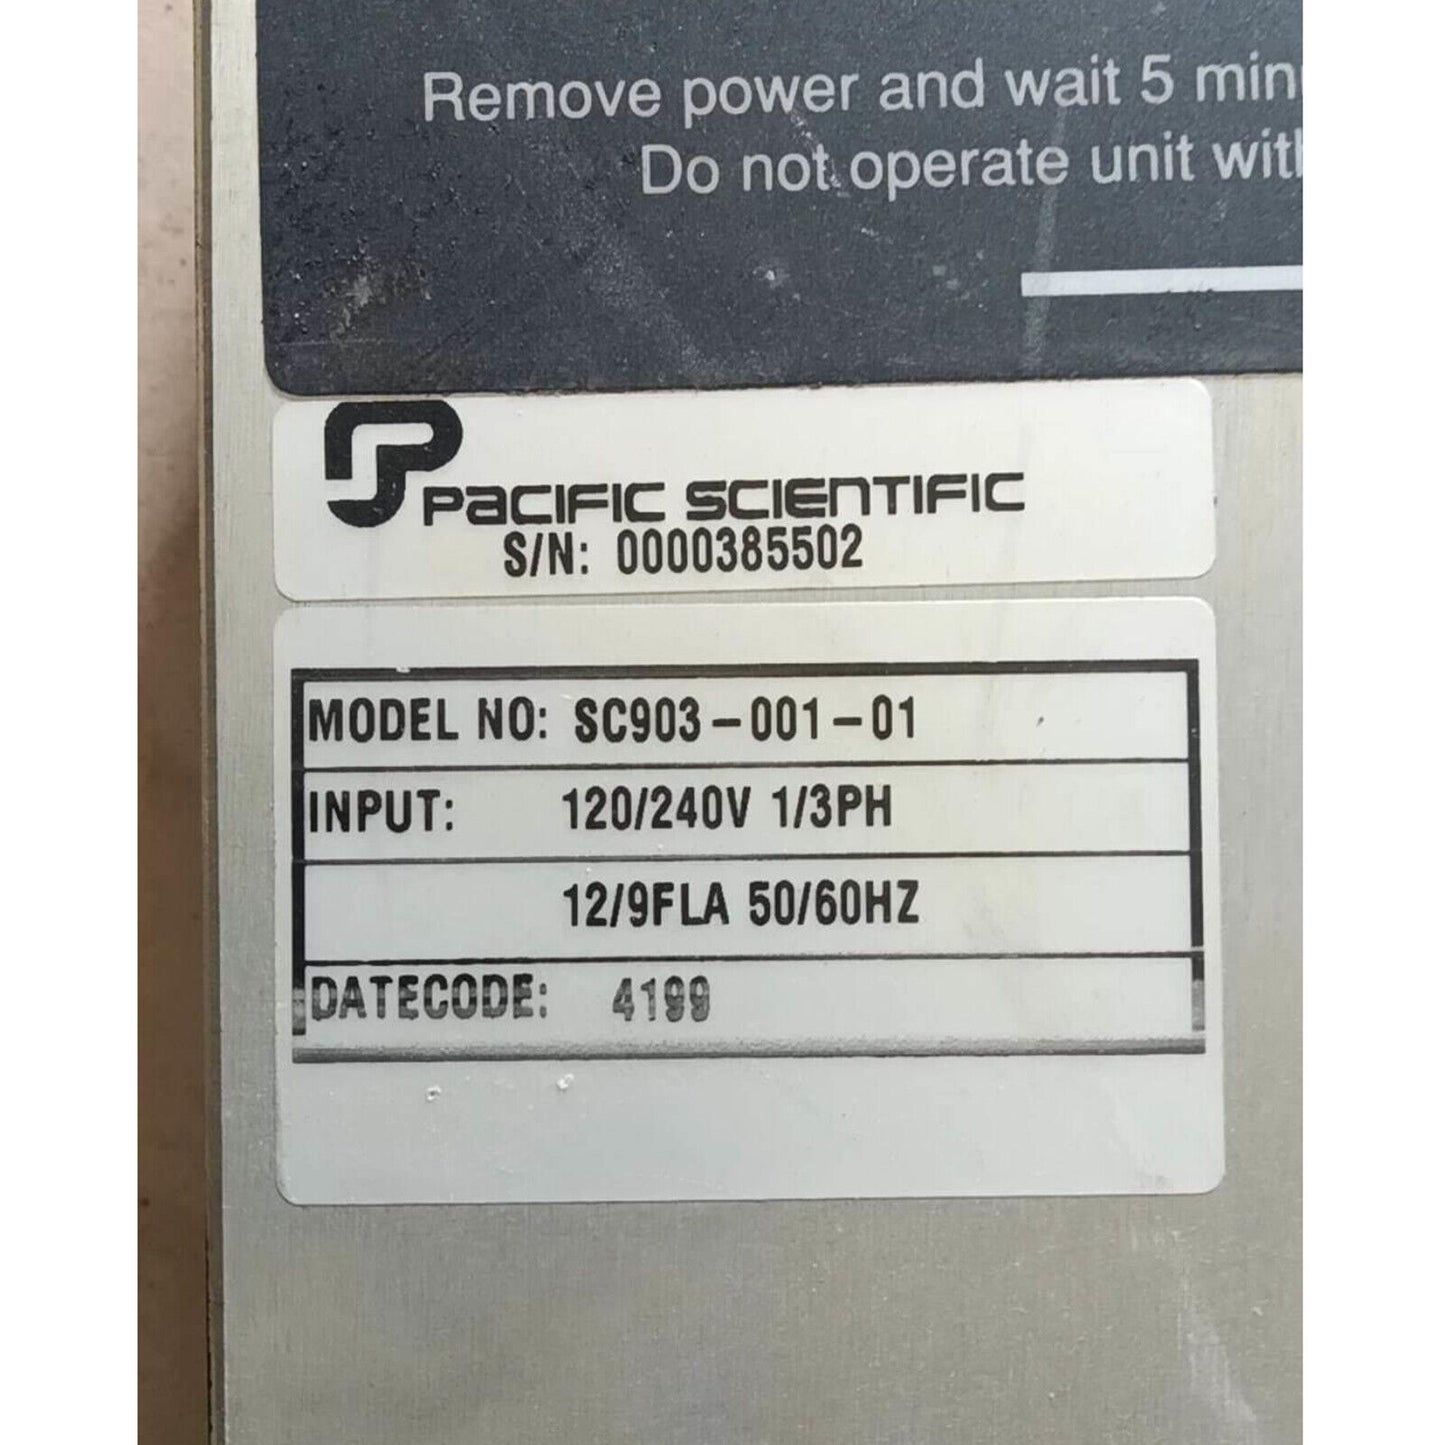 Remove power and wait 5 min
Do not operate unit wit
PACIFIC SCIENTIFIC
S/N: 0000385502
MODEL NO: SC903-001-01
INPUT: 120/240V 1/3PH
12/9FLA 50/60HZ
DATECODE: 4199